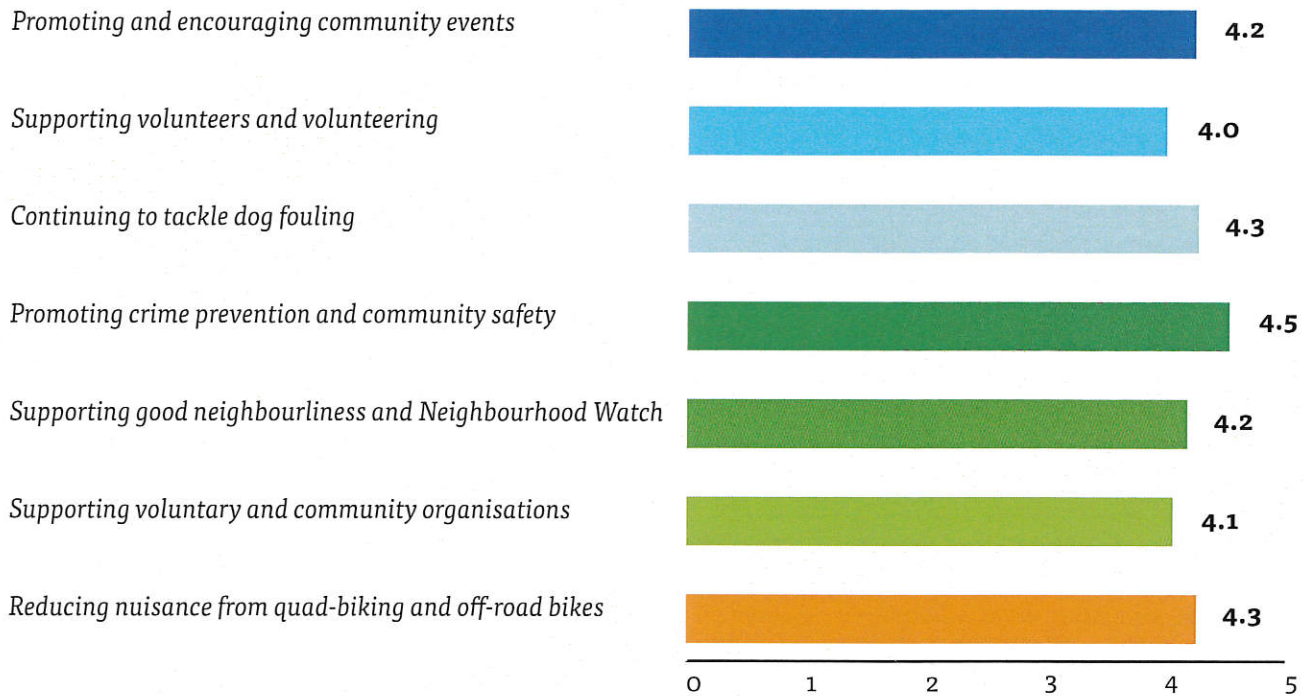 Promoting and encouraging community events 4.2
Supporting volunteers and volunteering 4.0
Continuing to tackle dog fouling 4.3
Promoting crime prevention and community safety 4.5
Supporting good neighbourliness and Neighbourhood Watch 4.2
Supporting voluntary and community organisations 4.1
Reducing nuisance from quad-biking and off-road bikes 4.3
0 1 2 3 4 5